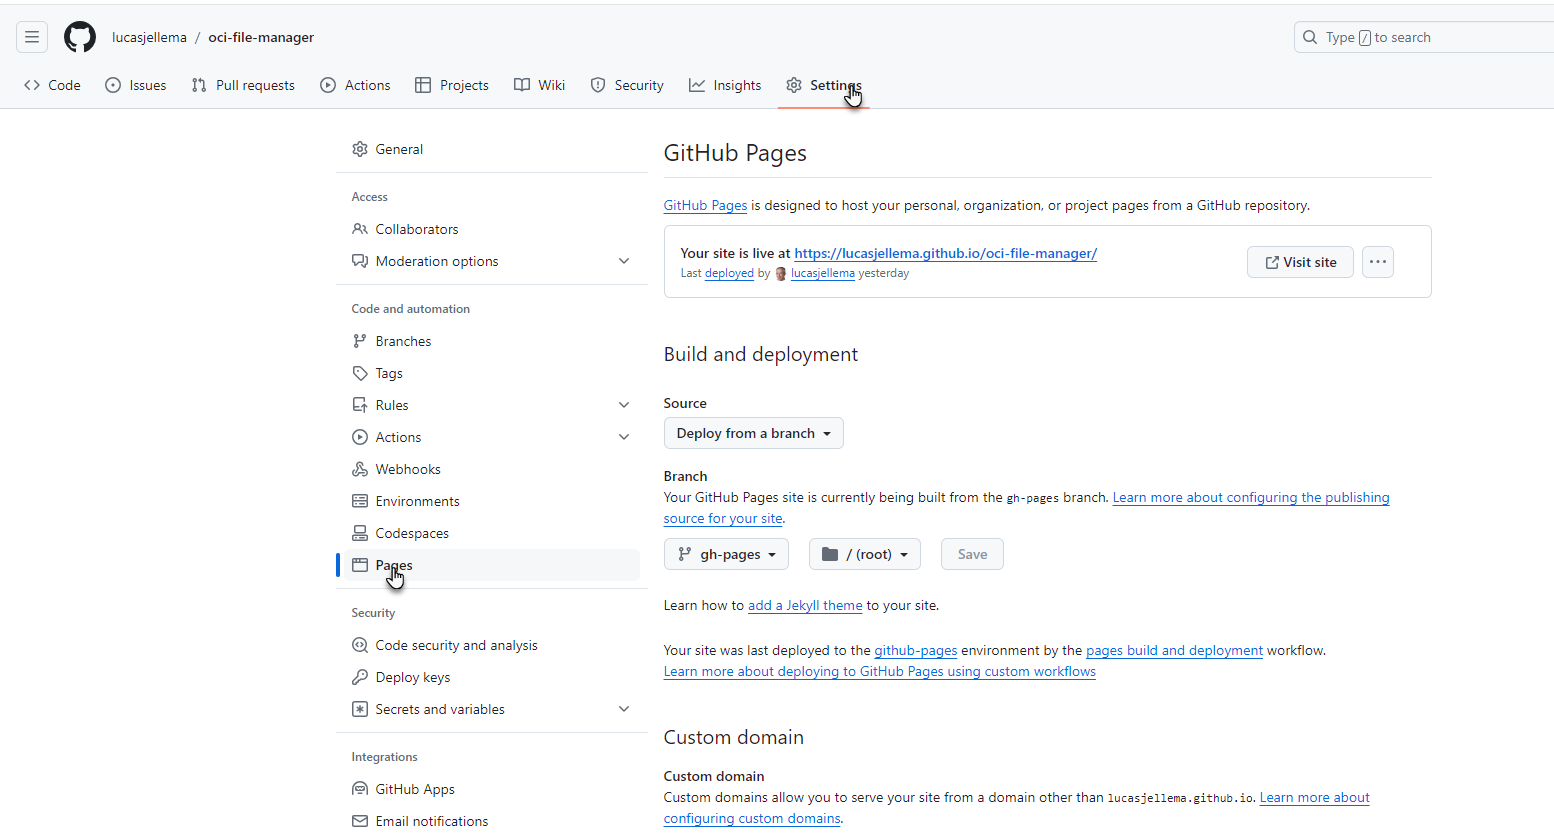 lucasjellema / oci-file-manager
Type / to search
Code
Issues
Pull requests
Actions
Projects
Wiki
Security
Insights
Settings
General
Access
Collaborators
Moderation options
Code and automation
Branches
Tags
Rules
Actions
Webhooks
Environments
Codespaces
Pages
Security
Code security and analysis
Deploy keys
Secrets and variables
Integrations
GitHub Apps
Email notifications
GitHub Pages
GitHub Pages is designed to host your personal, organization, or project pages from a GitHub repository.
Your site is live at https://lucasjellema.github.io/oci-file-manager/
Last deployed by lucasjellema yesterday
Visit site
Build and deployment
Source
Deploy from a branch
Branch
Your GitHub Pages site is currently being built from the gh-pages branch. Learn more about configuring the publishing
source for your site.
gh-pages
/ (root)
Save
Learn how to add a Jekyll theme to your site.
Your site was last deployed to the github-pages environment by the pages build and deployment workflow.
Learn more about deploying to GitHub Pages using custom workflows
Custom domain
Custom domain
Custom domains allow you to serve your site from a domain other than lucasjellema.github.io. Learn more about
configuring custom domains.